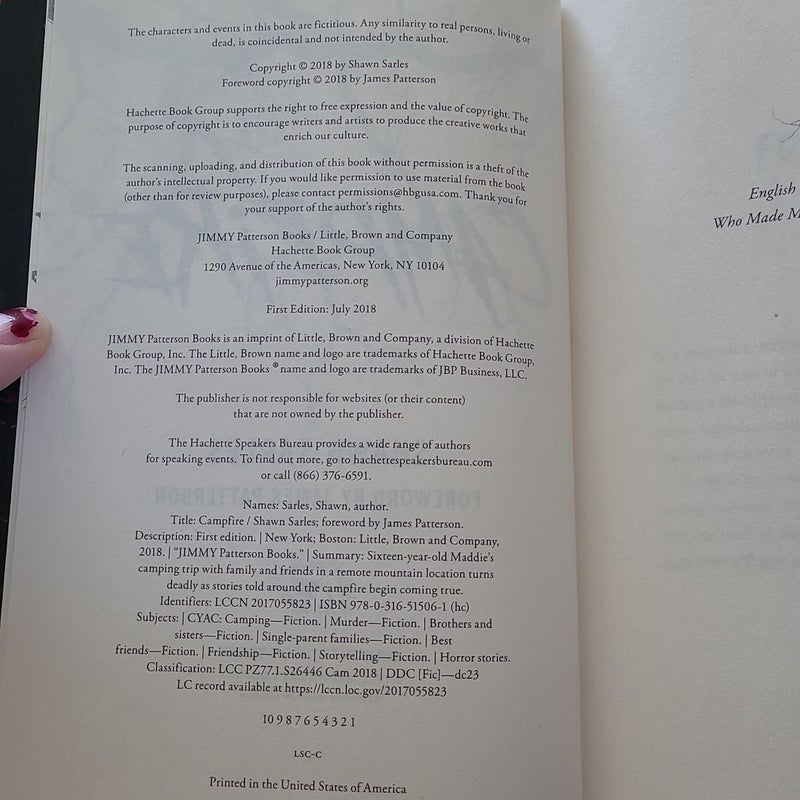 The characters and events in this book are fictitious. Any similarity to real persons, living or
dead, is coincidental and not intended by the author.
Copyright © 2018 by Shawn Sarles
Foreword copyright © 2018 by James Patterson
Hachette Book Group supports the right to free expression and the value of copyright. The
purpose of copyright is to encourage writers and artists to produce the creative works that
enrich our culture.
The scanning, uploading, and distribution of this book without permission is a theft of the
author's intellectual property. If you would like permission to use material from the book
(other than for review purposes), please contact permissions@hbgusa.com. Thank you for
your support of the author's rights.
JIMMY Patterson Books / Little, Brown and Company
Hachette Book Group
1290 Avenue of the Americas, New York, NY 10104
jimmypatterson.org
First Edition: July 2018
JIMMY Patterson Books is an imprint of Little, Brown and Company, a division of Hachette
Book Group, Inc. The Little, Brown name and logo are trademarks of Hachette Book Group,
Inc. The JIMMY Patterson Books ® name and logo are trademarks of JBP Business, LLC.
The publisher is not responsible for websites (or their content)
that are not owned by the publisher.
The Hachette Speakers Bureau provides a wide range of authors
for speaking events. To find out more, go to hachettespeakersbureau.com
or call (866) 376-6591.
Names: Sarles, Shawn, author.
Title: Campfire / Shawn Sarles; foreword by James Patterson.
Description: First edition. | New York; Boston: Little, Brown and Company,
2018. | “JIMMY Patterson Books.” | Summary: Sixteen-year-old Maddie's
camping trip with family and friends in a remote mountain location turns
deadly as stories told around the campfire begin coming true.
Identifiers: LCCN 2017055823 | ISBN 978-0-316-51506-1 (hc)
Subjects: | CYAC: Camping—Fiction. | Murder—Fiction. | Brothers and
sisters—Fiction. | Single-parent families—Fiction. | Best
friends—Fiction. | Friendship—Fiction. | Storytelling—Fiction. | Horror stories.
Classification: LCC PZ77.1.S26446 Cam 2018 | DDC [Fic]—dc23
LC record available at https://lccn.loc.gov/2017055823
10 9 8 7 6 5 4 3 2 1
LSC-C
Printed in the United States of America
English
Who Made M